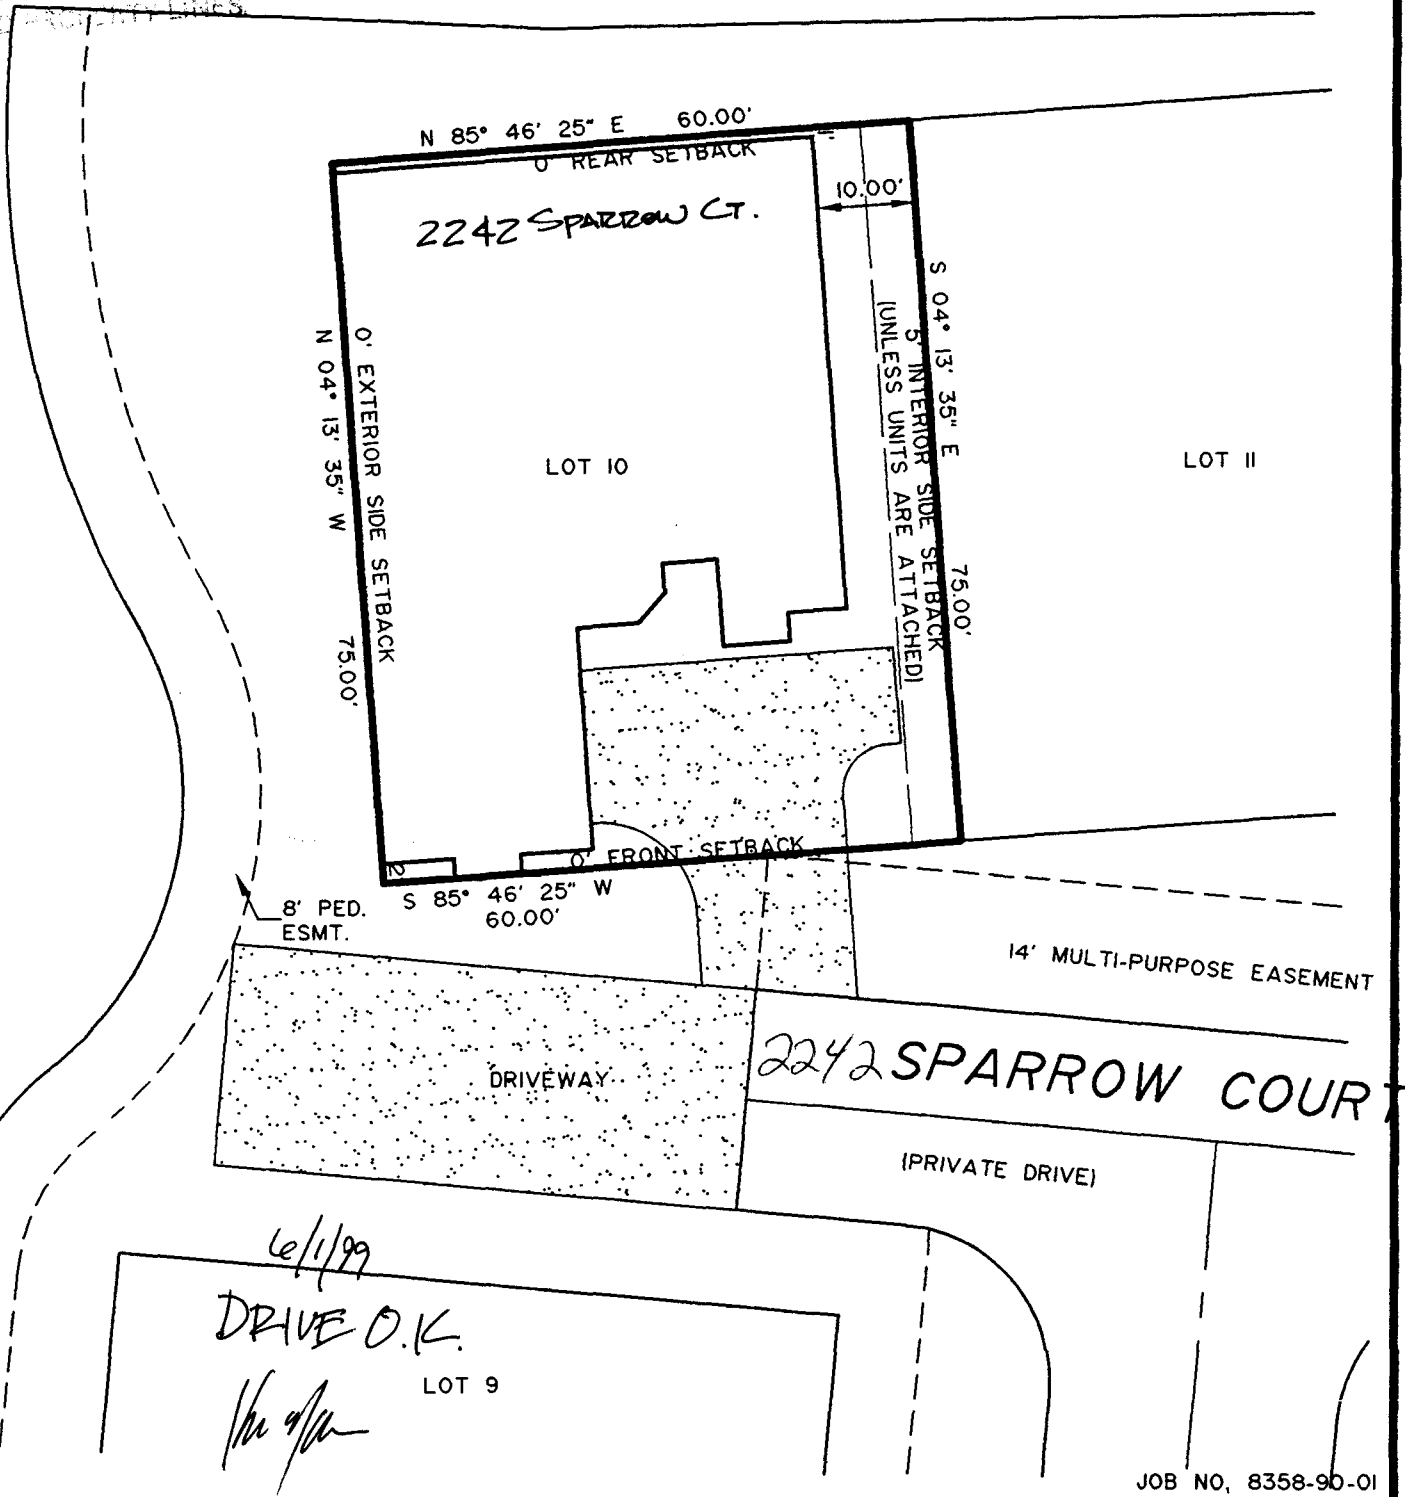 N 85° 46' 25" E 60.00'
0' REAR SETBACK
1'
10.00'
2242 SPARROW CT.
S 04° 13' 35" E
75.00'
5' INTERIOR SIDE SETBACK
(UNLESS UNITS ARE ATTACHED)
0' EXTERIOR SIDE SETBACK
N 04° 13' 35" W
75.00'
LOT 10
LOT 11
0' FRONT SETBACK
2'
S 85° 46' 25" W
60.00'
8' PED.
ESMT.
14' MULTI-PURPOSE EASEMENT
DRIVEWAY
2242 SPARROW COURT
(PRIVATE DRIVE)
6/1/99
DRIVE O.K.
LOT 9
JOB NO, 8358-90-01